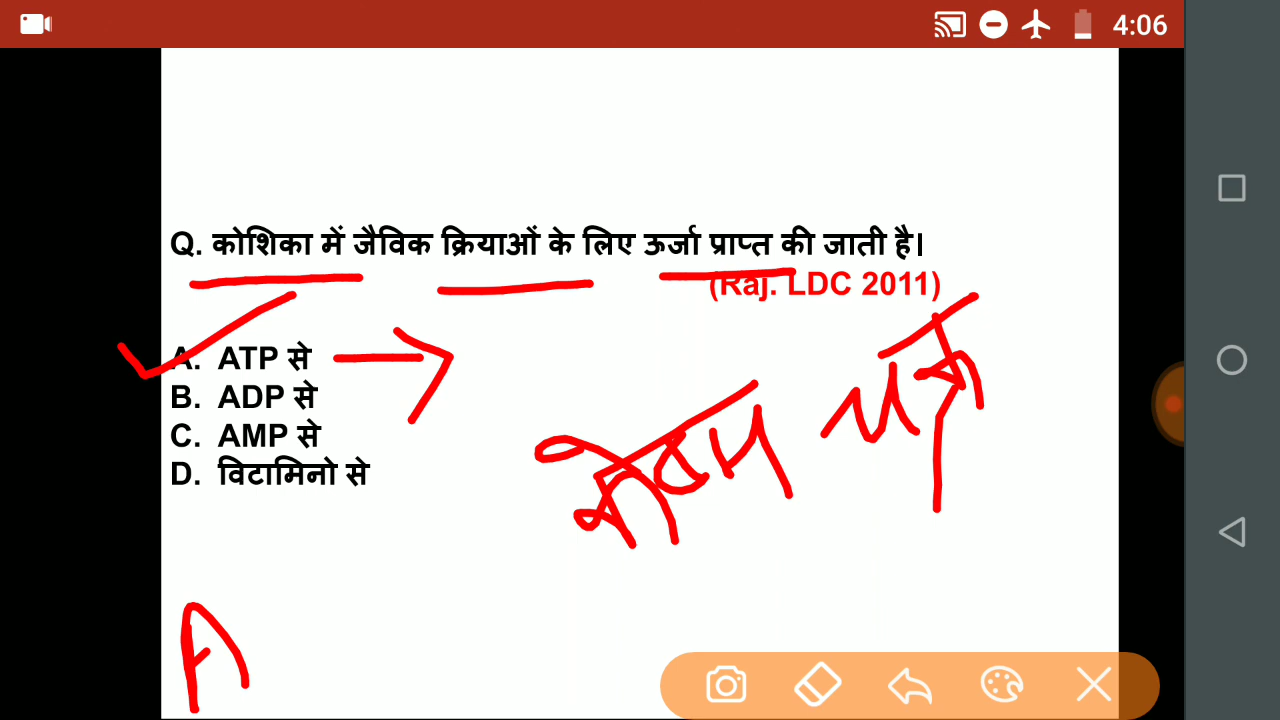 4:06
Q. कोशिका में जैविक क्रियाओं के लिए ऊर्जा प्राप्त की जाती है।
(Raj. LDC 2011)
A. ATP से
B. ADP से
C. AMP से
D. विटामिनो से
A